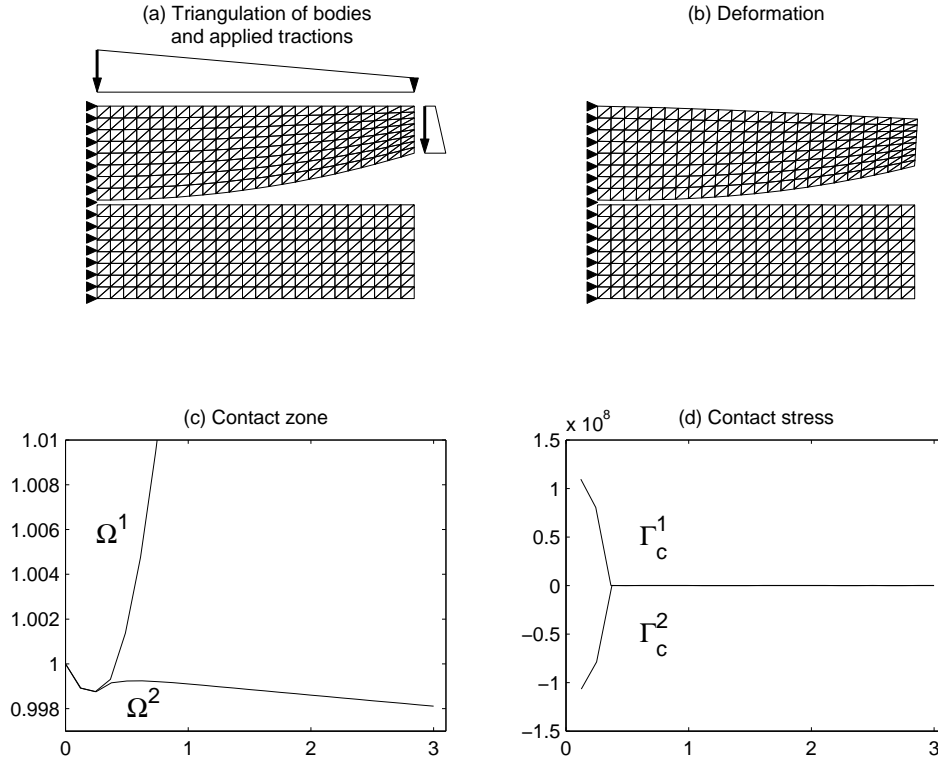 (a) Triangulation of bodies
and applied tractions
(b) Deformation
(c) Contact zone
1.01
1.008
1.006
1.004
1.002
1
0.998
0
1
2
3
Ω1
Ω2
(d) Contact stress
x 10^8
1.5
1
0.5
0
−0.5
−1
−1.5
0
1
2
3
Γc1
Γc2